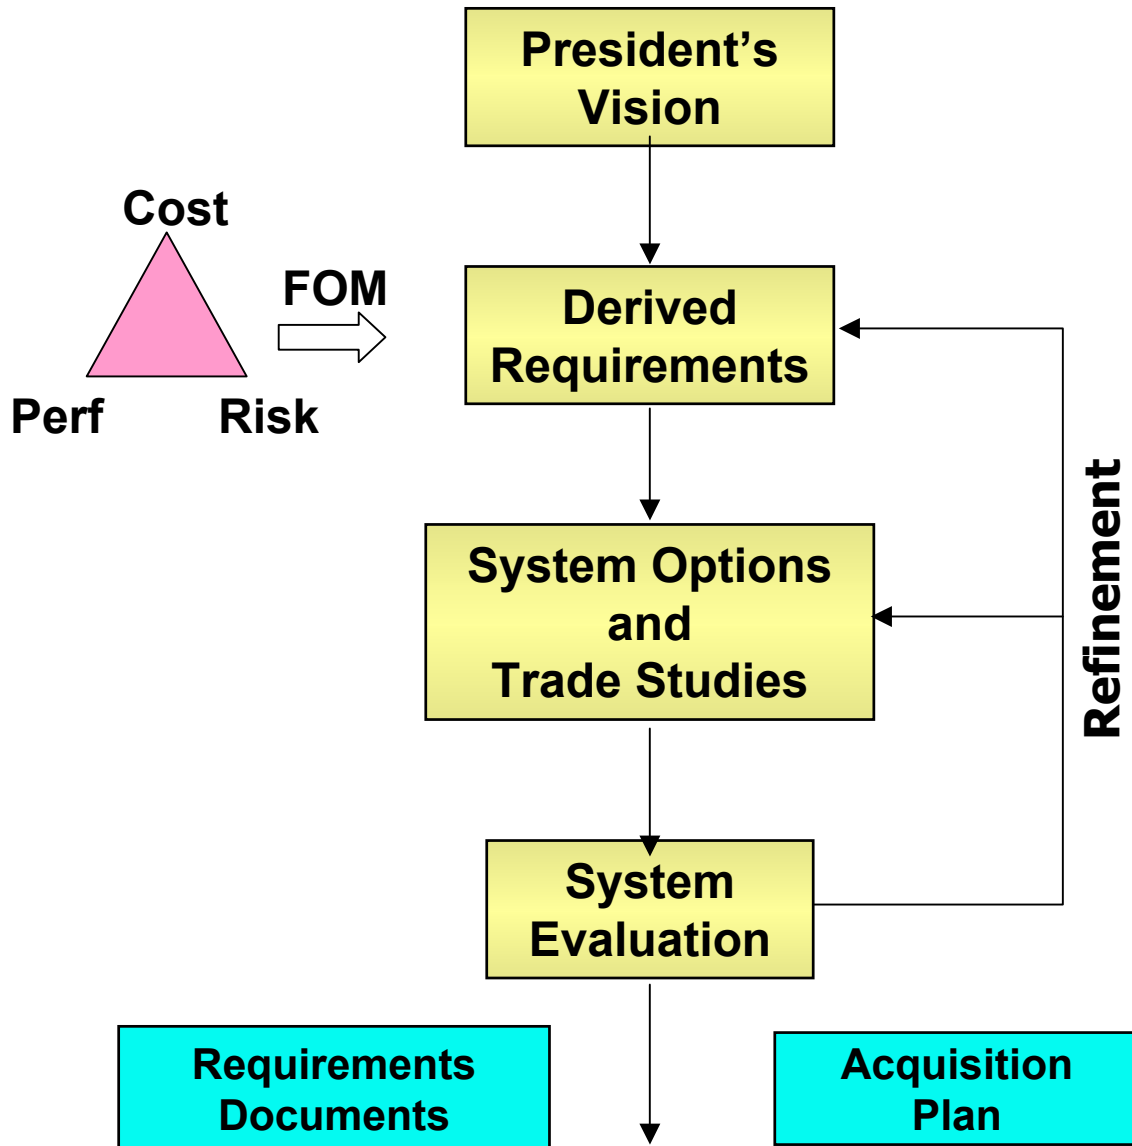 President’s
Vision
Cost
FOM
Perf
Risk
Derived
Requirements
System Options
and
Trade Studies
Refinement
System
Evaluation
Requirements
Documents
Acquisition
Plan